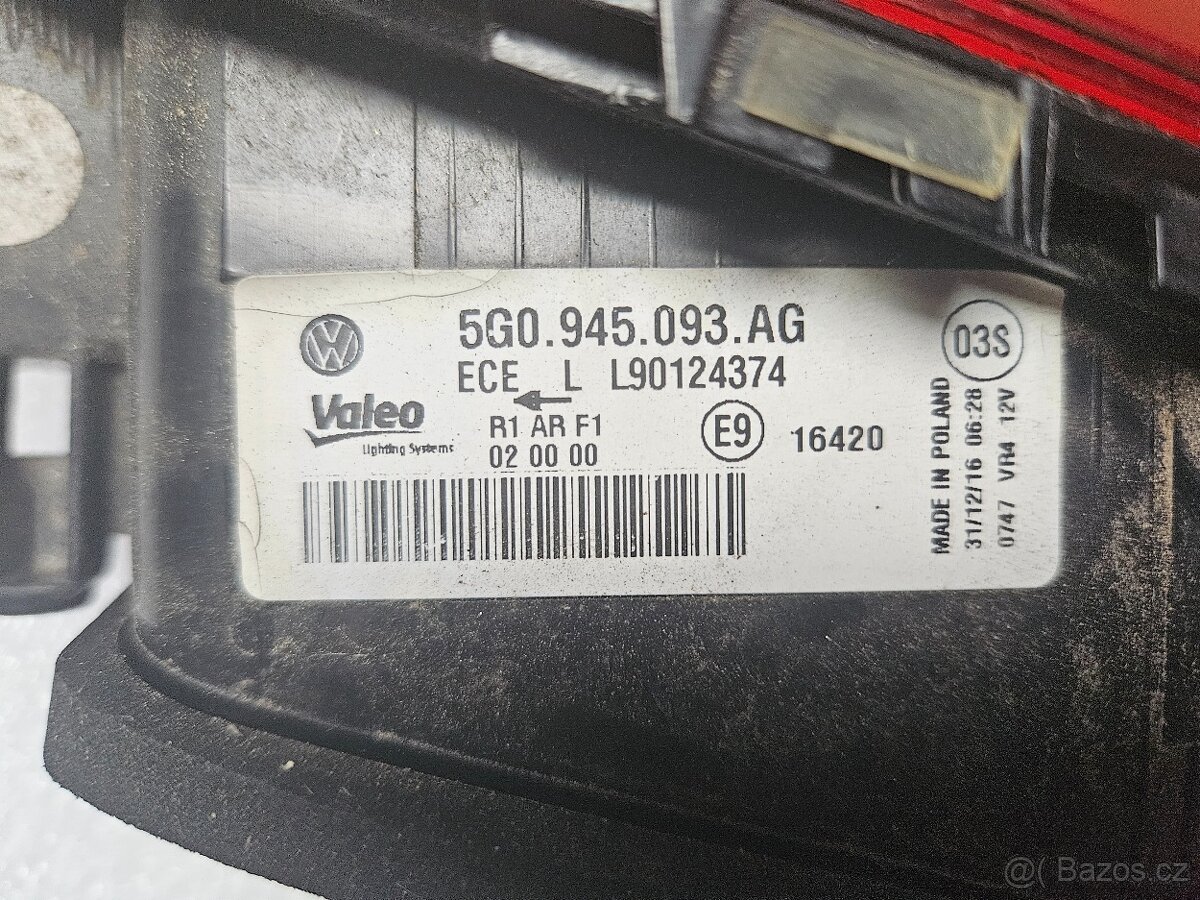 5G0.945.093.AG
ECE L L90124374
Valeo
Lighting Systems
R1 AR F1
02 00 00
E9
16420
03S
MADE IN POLAND
31/12/16 06:28
0747 VR4 12V
@( Bazos.cz